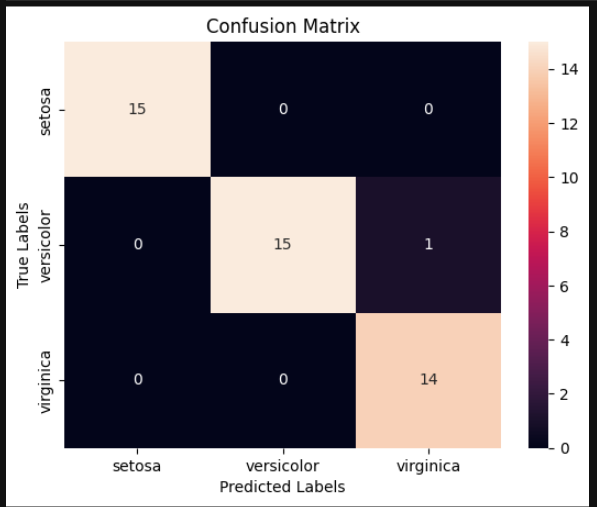 Confusion Matrix
setosa
15 0 0
versicolor
0 15 1
virginica
0 0 14
True Labels
setosa versicolor virginica
Predicted Labels
14
12
10
8
6
4
2
0